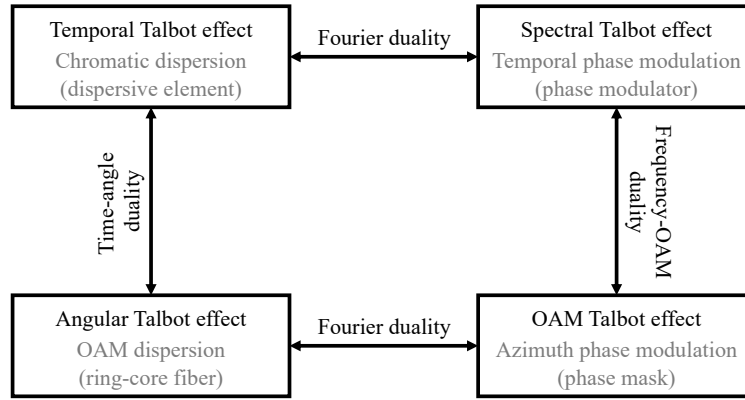 Temporal Talbot effect
Chromatic dispersion
(dispersive element)
Fourier duality
Spectral Talbot effect
Temporal phase modulation
(phase modulator)
Time-angle
duality
Frequency-OAM
duality
Angular Talbot effect
OAM dispersion
(ring-core fiber)
Fourier duality
OAM Talbot effect
Azimuth phase modulation
(phase mask)